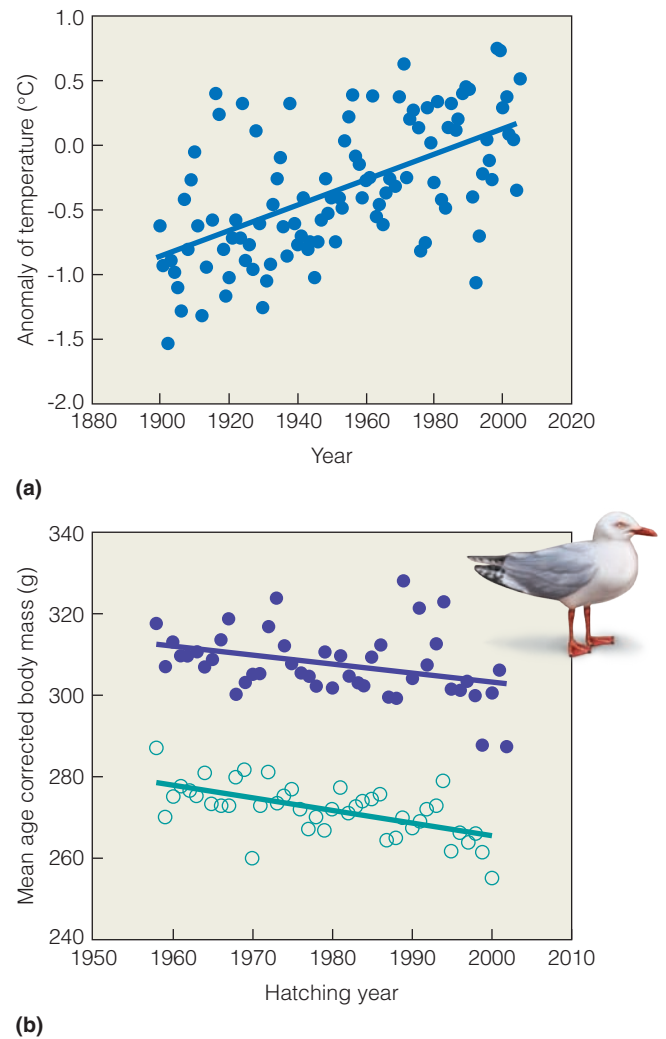 1.0
0.5
0.0
-0.5
-1.0
-1.5
-2.0
Anomaly of temperature (°C)
1880 1900 1920 1940 1960 1980 2000 2020
Year
(a)
340
320
300
280
260
240
Mean age corrected body mass (g)
1950 1960 1970 1980 1990 2000 2010
Hatching year
(b)